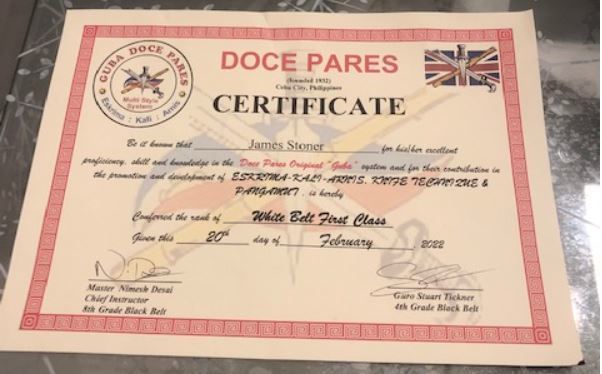 GUBA DOCE PARES
Multi Style
System
Eskrima : Kali : Arnis
DOCE PARES
(founded 1932)
Cebu City, Philippines
CERTIFICATE
Be it known that James Stoner for his/her excellent
proficiency, skill and knowledge in the Doce Pares Original "Guba" system and for their contribution in
the promotion and development of ESKRIMA-KALI-ARNIS, KNIFE TECHNIQUE &
PANGAMUT, is hereby
Conferred the rank of White Belt First Class
Given this 20th day of February 2022
Master Nimesh Desai
Chief Instructor
8th Grade Black Belt
Guro Stuart Tickner
4th Grade Black Belt